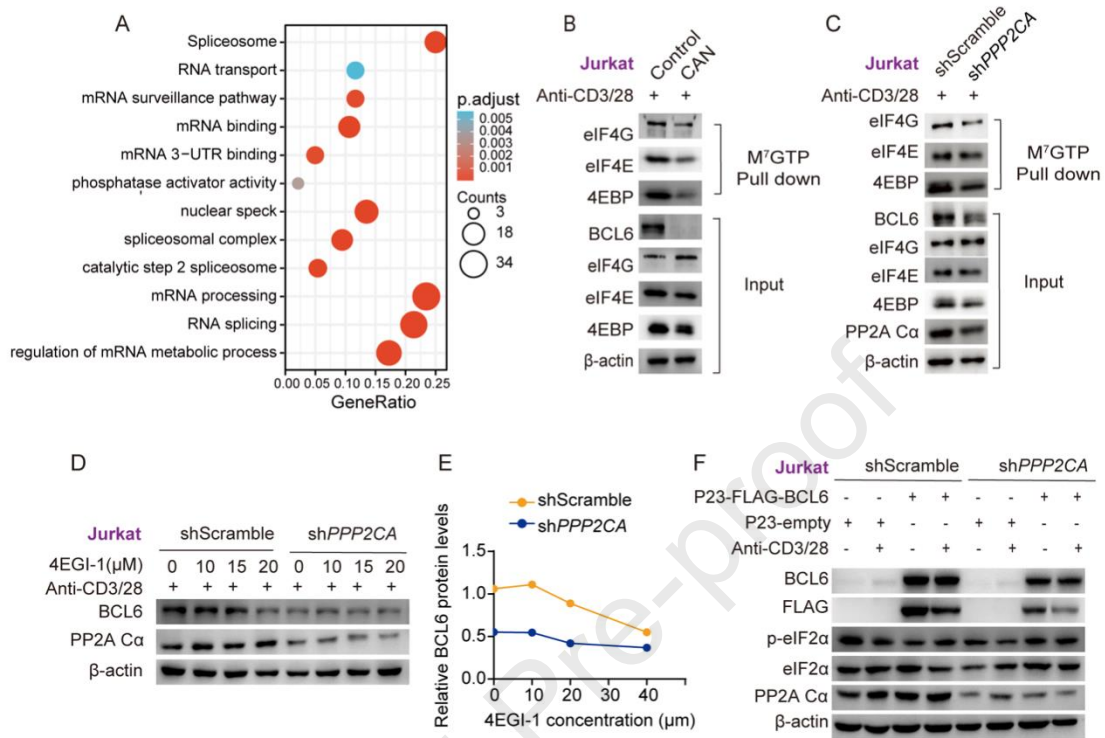 A
Spliceosome
RNA transport
mRNA surveillance pathway
mRNA binding
mRNA 3−UTR binding
phosphatase activator activity
nuclear speck
spliceosomal complex
catalytic step 2 spliceosome
mRNA processing
RNA splicing
regulation of mRNA metabolic process
0.00 0.05 0.10 0.15 0.20 0.25
GeneRatio
p.adjust
0.005
0.004
0.003
0.002
0.001
Counts
3
18
34
B
Jurkat
Control
CAN
Anti-CD3/28 + +
eIF4G
eIF4E
4EBP
M⁷GTP
Pull down
BCL6
eIF4G
eIF4E
4EBP
β-actin
Input
C
Jurkat
shScramble
shPPP2CA
Anti-CD3/28 + +
eIF4G
eIF4E
4EBP
M⁷GTP
Pull down
BCL6
eIF4G
eIF4E
4EBP
PP2A Cα
β-actin
Input
D
Jurkat
shScramble shPPP2CA
4EGI-1(μM) 0 10 15 20 0 10 15 20
Anti-CD3/28 + + + + + + + +
BCL6
PP2A Cα
β-actin
E
shScramble
shPPP2CA
Relative BCL6 protein levels
1.5
1.0
0.5
0.0
0 10 20 30 40
4EGI-1 concentration (μm)
F
Jurkat
shScramble shPPP2CA
P23-FLAG-BCL6 - - + + - - + +
P23-empty + + - - + + - -
Anti-CD3/28 - + - + - + - +
BCL6
FLAG
p-eIF2α
eIF2α
PP2A Cα
β-actin
Pre-proof